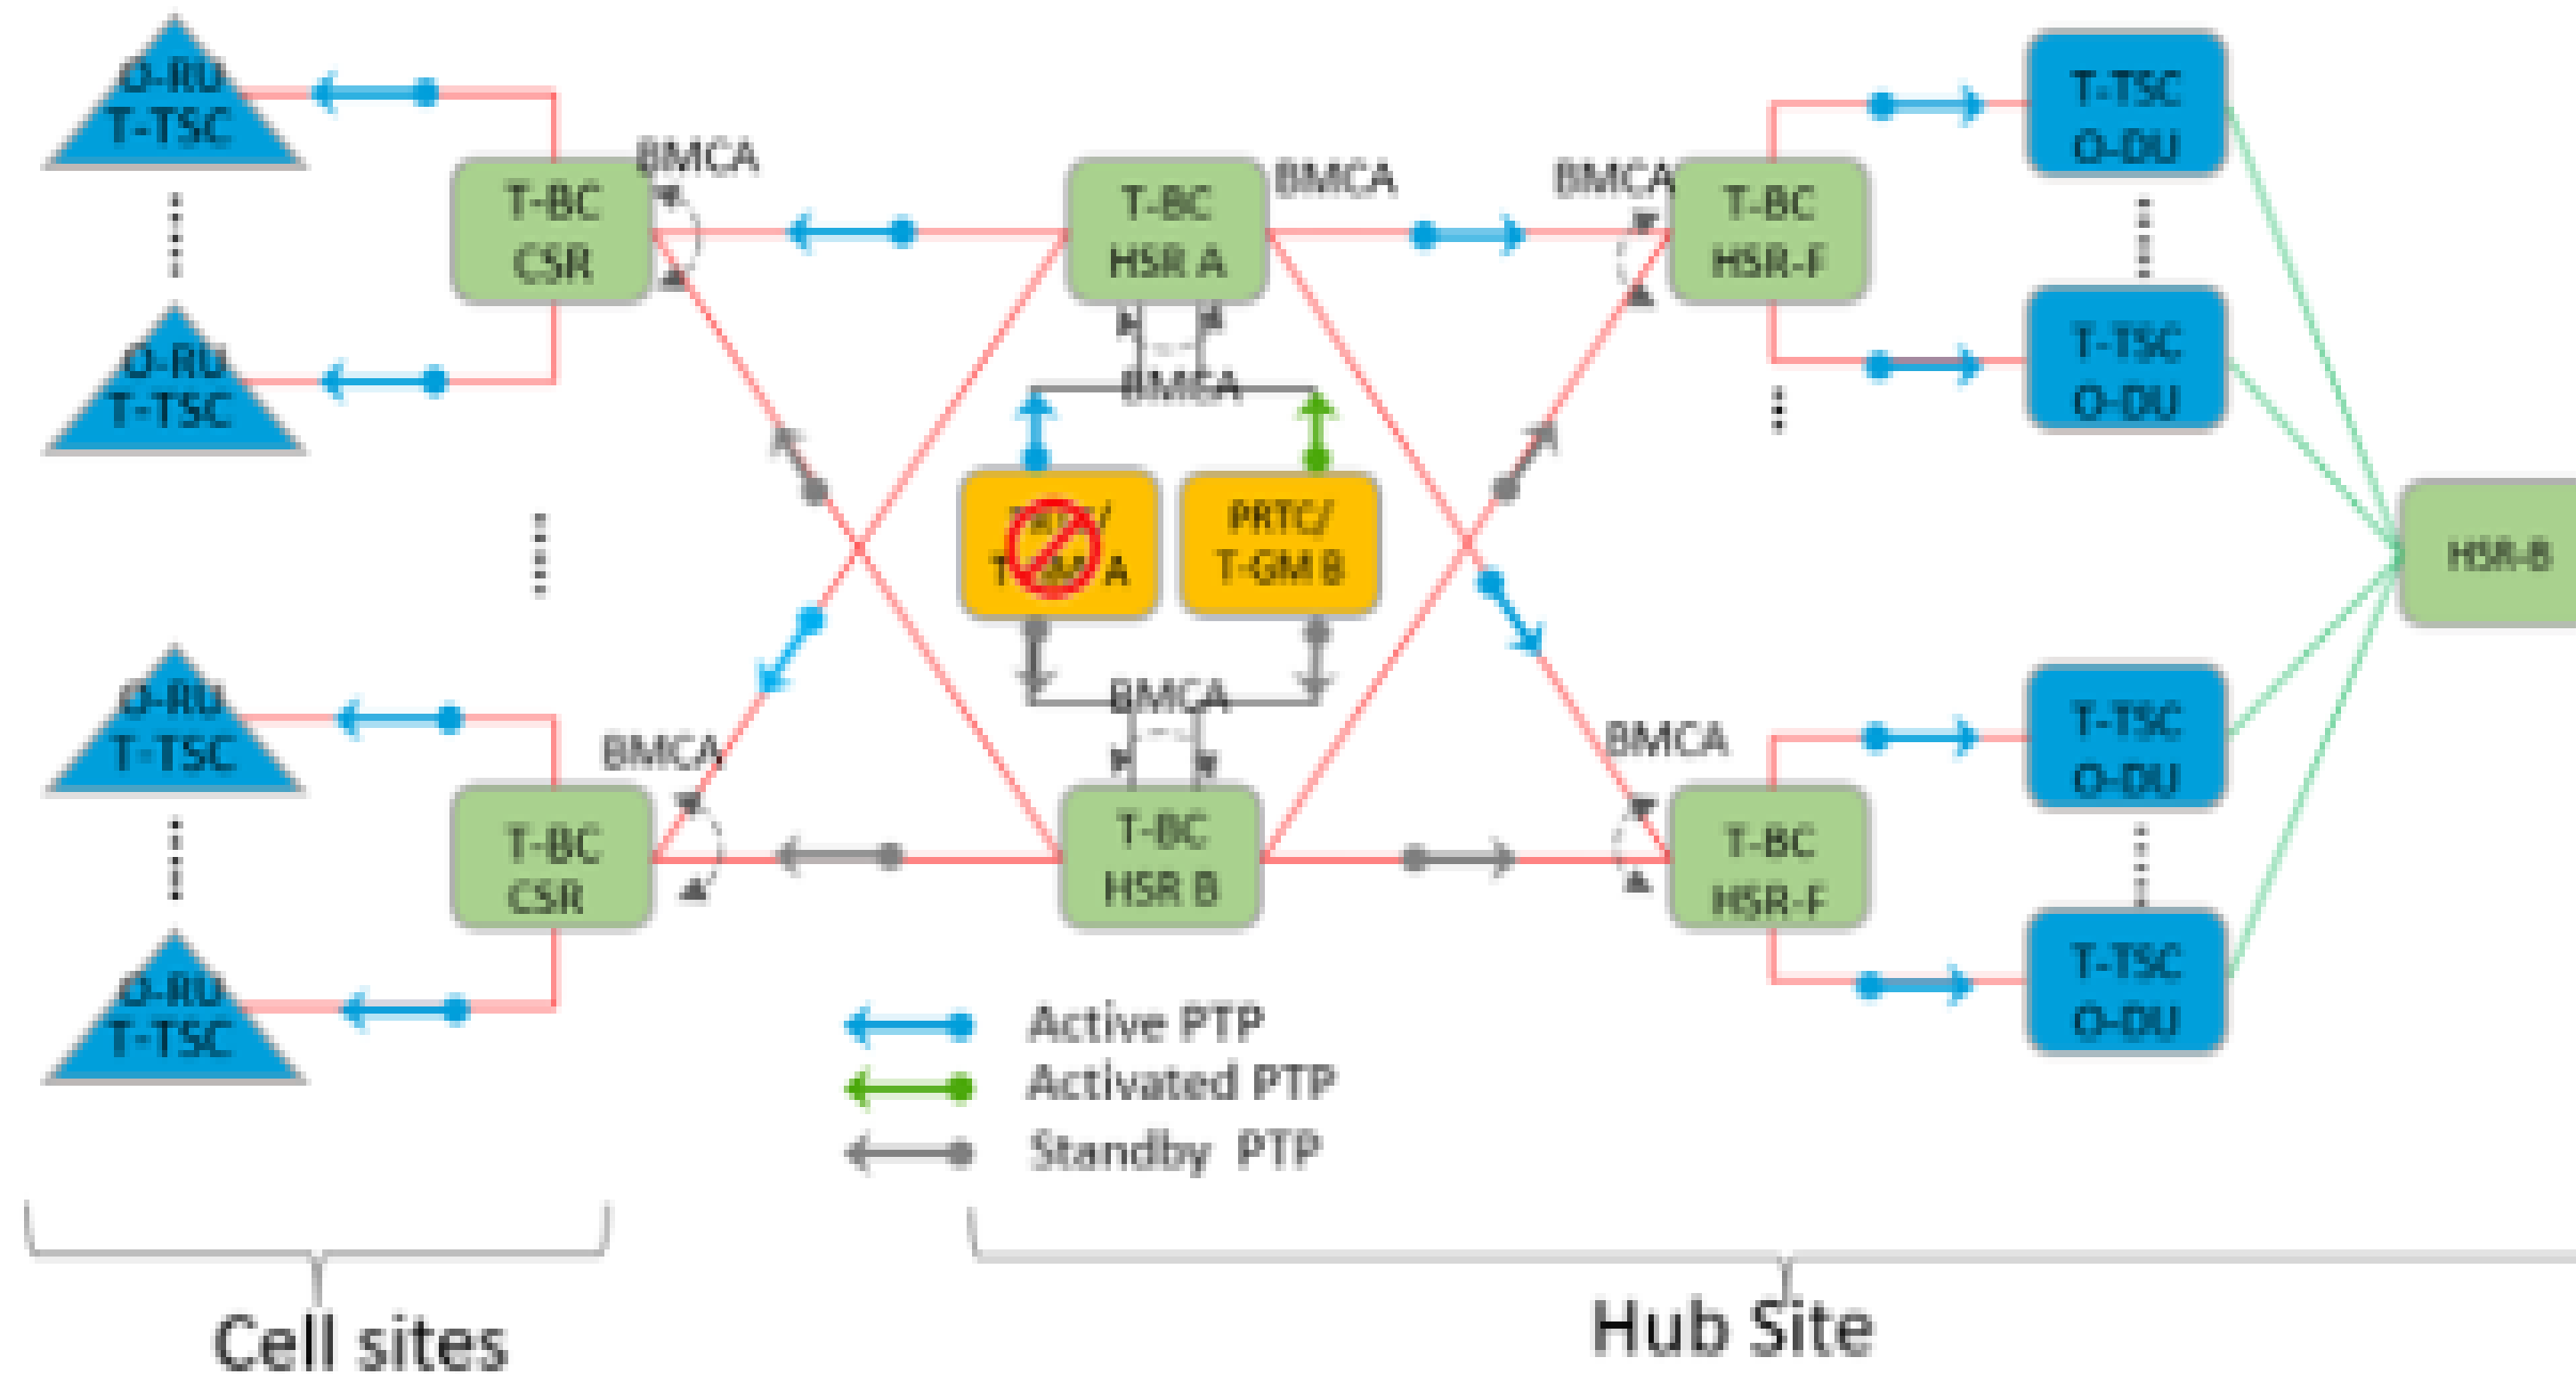 O-RU
T-TSC
O-RU
T-TSC
O-RU
T-TSC
O-RU
T-TSC
BMCA
T-BC
CSR
BMCA
T-BC
CSR
T-BC
HSR A
BMCA
BMCA
BMCA
T-BC
HSR-F
T-TSC
O-DU
T-TSC
O-DU
A
PRTC/
T-GM B
HSR-B
BMCA
T-BC
HSR B
BMCA
T-BC
HSR-F
T-TSC
O-DU
T-TSC
O-DU
Active PTP
Activated PTP
Standby PTP
Cell sites
Hub Site